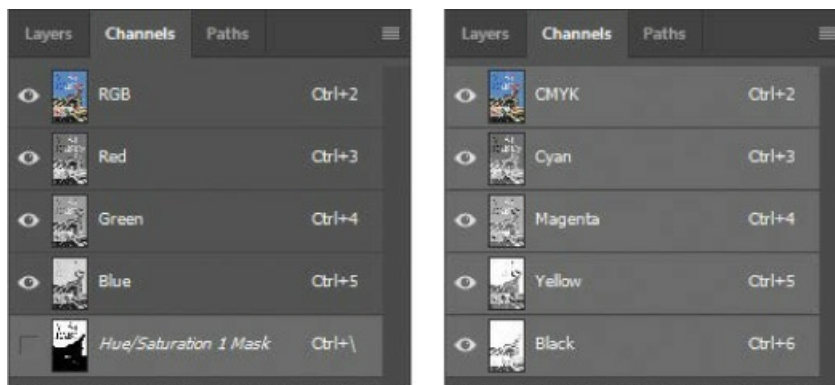 Layers Channels Paths
RGB Ctrl+2
Red Ctrl+3
Green Ctrl+4
Blue Ctrl+5
Hue/Saturation 1 Mask Ctrl+\
Layers Channels Paths
CMYK Ctrl+2
Cyan Ctrl+3
Magenta Ctrl+4
Yellow Ctrl+5
Black Ctrl+6